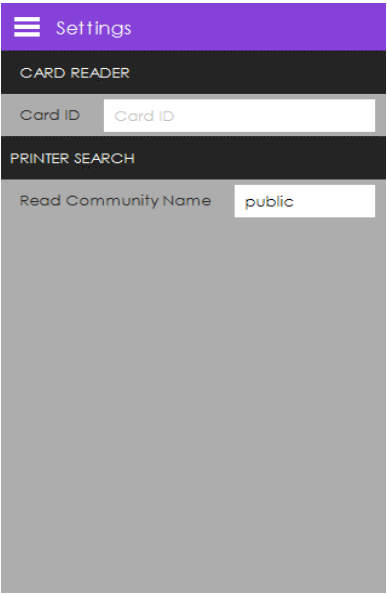 Settings
CARD READER
Card ID Card ID
PRINTER SEARCH
Read Community Name public